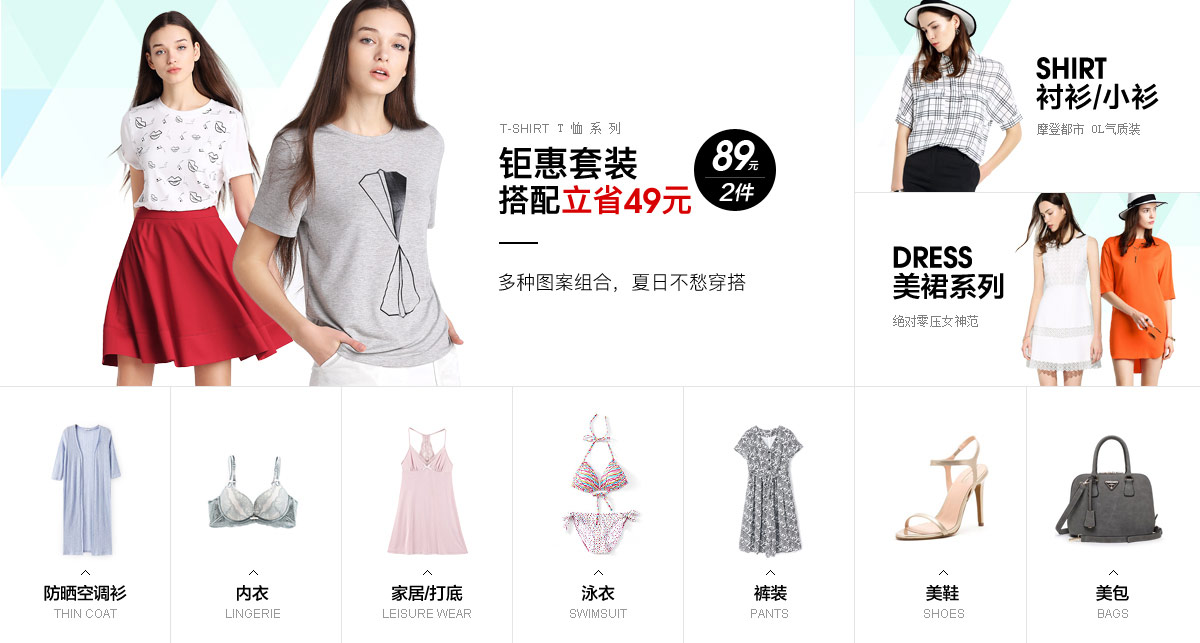 T-SHIRT T 恤 系 列
钜惠套装
搭配立省49元
89元
2件
多种图案组合，夏日不愁穿搭
SHIRT
衬衫/小衫
摩登都市 OL气质装
DRESS
美裙系列
绝对零压女神范
防晒空调衫
THIN COAT
内衣
LINGERIE
家居/打底
LEISURE WEAR
泳衣
SWIMSUIT
裤装
PANTS
美鞋
SHOES
美包
BAGS